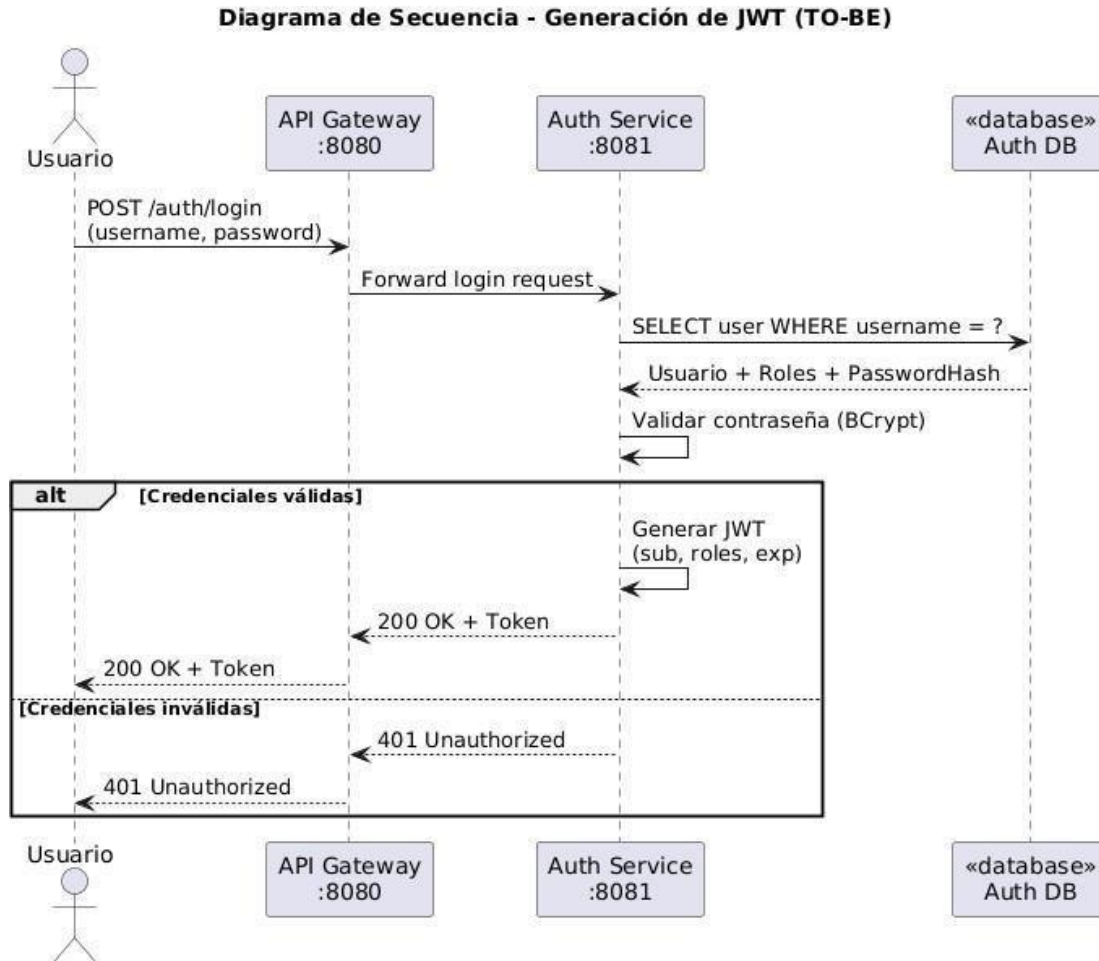 Diagrama de Secuencia - Generación de JWT (TO-BE)
Usuario
API Gateway
:8080
Auth Service
:8081
«database»
Auth DB
POST /auth/login
(username, password)
Forward login request
SELECT user WHERE username = ?
Usuario + Roles + PasswordHash
Validar contraseña (BCrypt)
alt
[Credenciales válidas]
Generar JWT
(sub, roles, exp)
200 OK + Token
200 OK + Token
[Credenciales inválidas]
401 Unauthorized
401 Unauthorized
Usuario
API Gateway
:8080
Auth Service
:8081
«database»
Auth DB